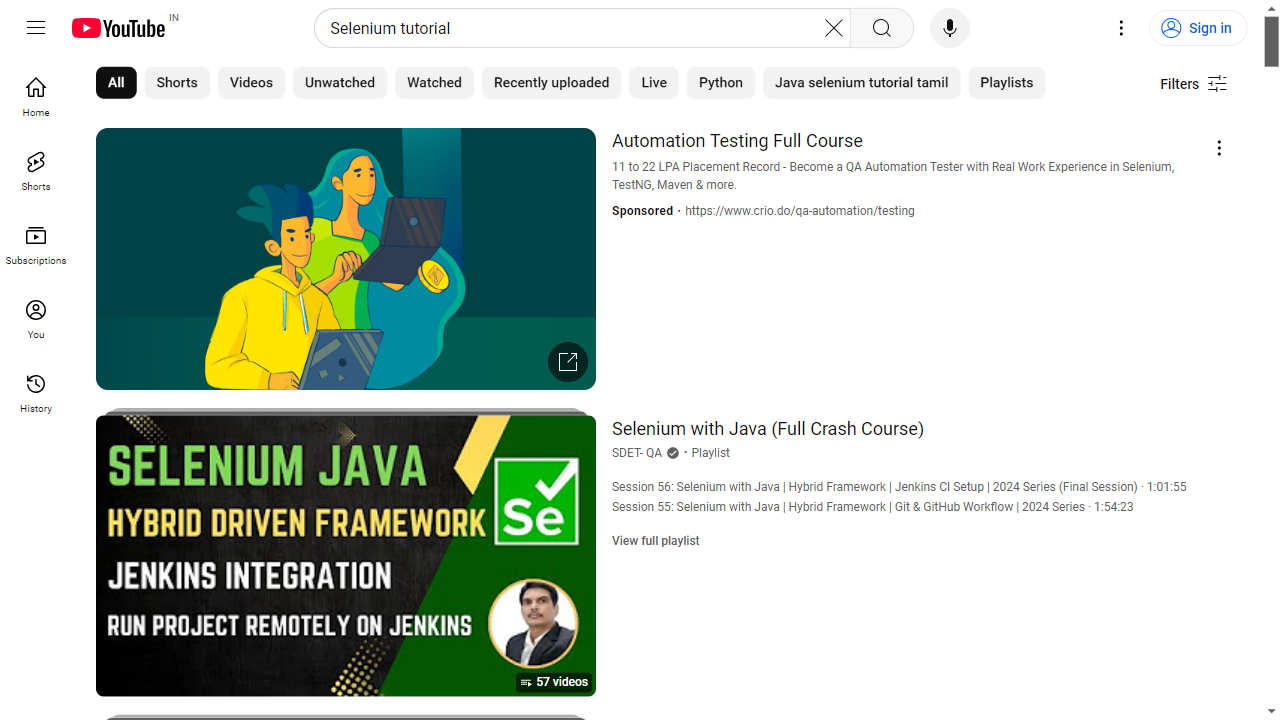 YouTube IN
Selenium tutorial
Sign in
Home
Shorts
Subscriptions
You
History
All
Shorts
Videos
Unwatched
Watched
Recently uploaded
Live
Python
Java selenium tutorial tamil
Playlists
Filters
Automation Testing Full Course
11 to 22 LPA Placement Record - Become a QA Automation Tester with Real Work Experience in Selenium,
TestNG, Maven & more.
Sponsored · https://www.crio.do/qa-automation/testing
SELENIUM JAVA
HYBRID DRIVEN FRAMEWORK
JENKINS INTEGRATION
RUN PROJECT REMOTELY ON JENKINS
Se
57 videos
Selenium with Java (Full Crash Course)
SDET- QA · Playlist
Session 56: Selenium with Java | Hybrid Framework | Jenkins CI Setup | 2024 Series (Final Session) · 1:01:55
Session 55: Selenium with Java | Hybrid Framework | Git & GitHub Workflow | 2024 Series · 1:54:23
View full playlist